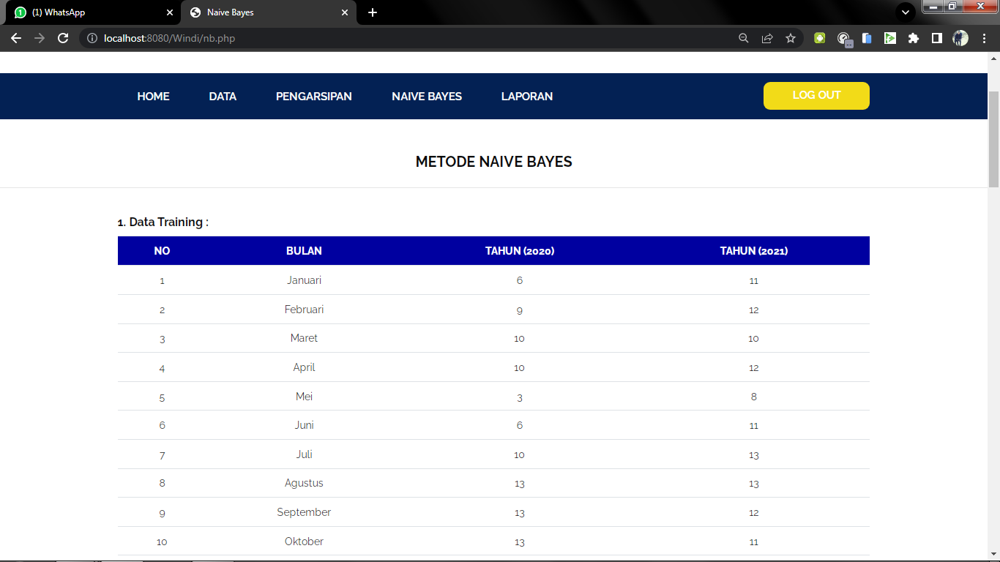 (1) WhatsApp
Naive Bayes
localhost:8080/Windi/nb.php
HOME DATA PENGARSIPAN NAIVE BAYES LAPORAN LOG OUT
METODE NAIVE BAYES
1. Data Training :
NO BULAN TAHUN (2020) TAHUN (2021)
1 Januari 6 11
2 Februari 9 12
3 Maret 10 10
4 April 10 12
5 Mei 3 8
6 Juni 6 11
7 Juli 10 13
8 Agustus 13 13
9 September 13 12
10 Oktober 13 11